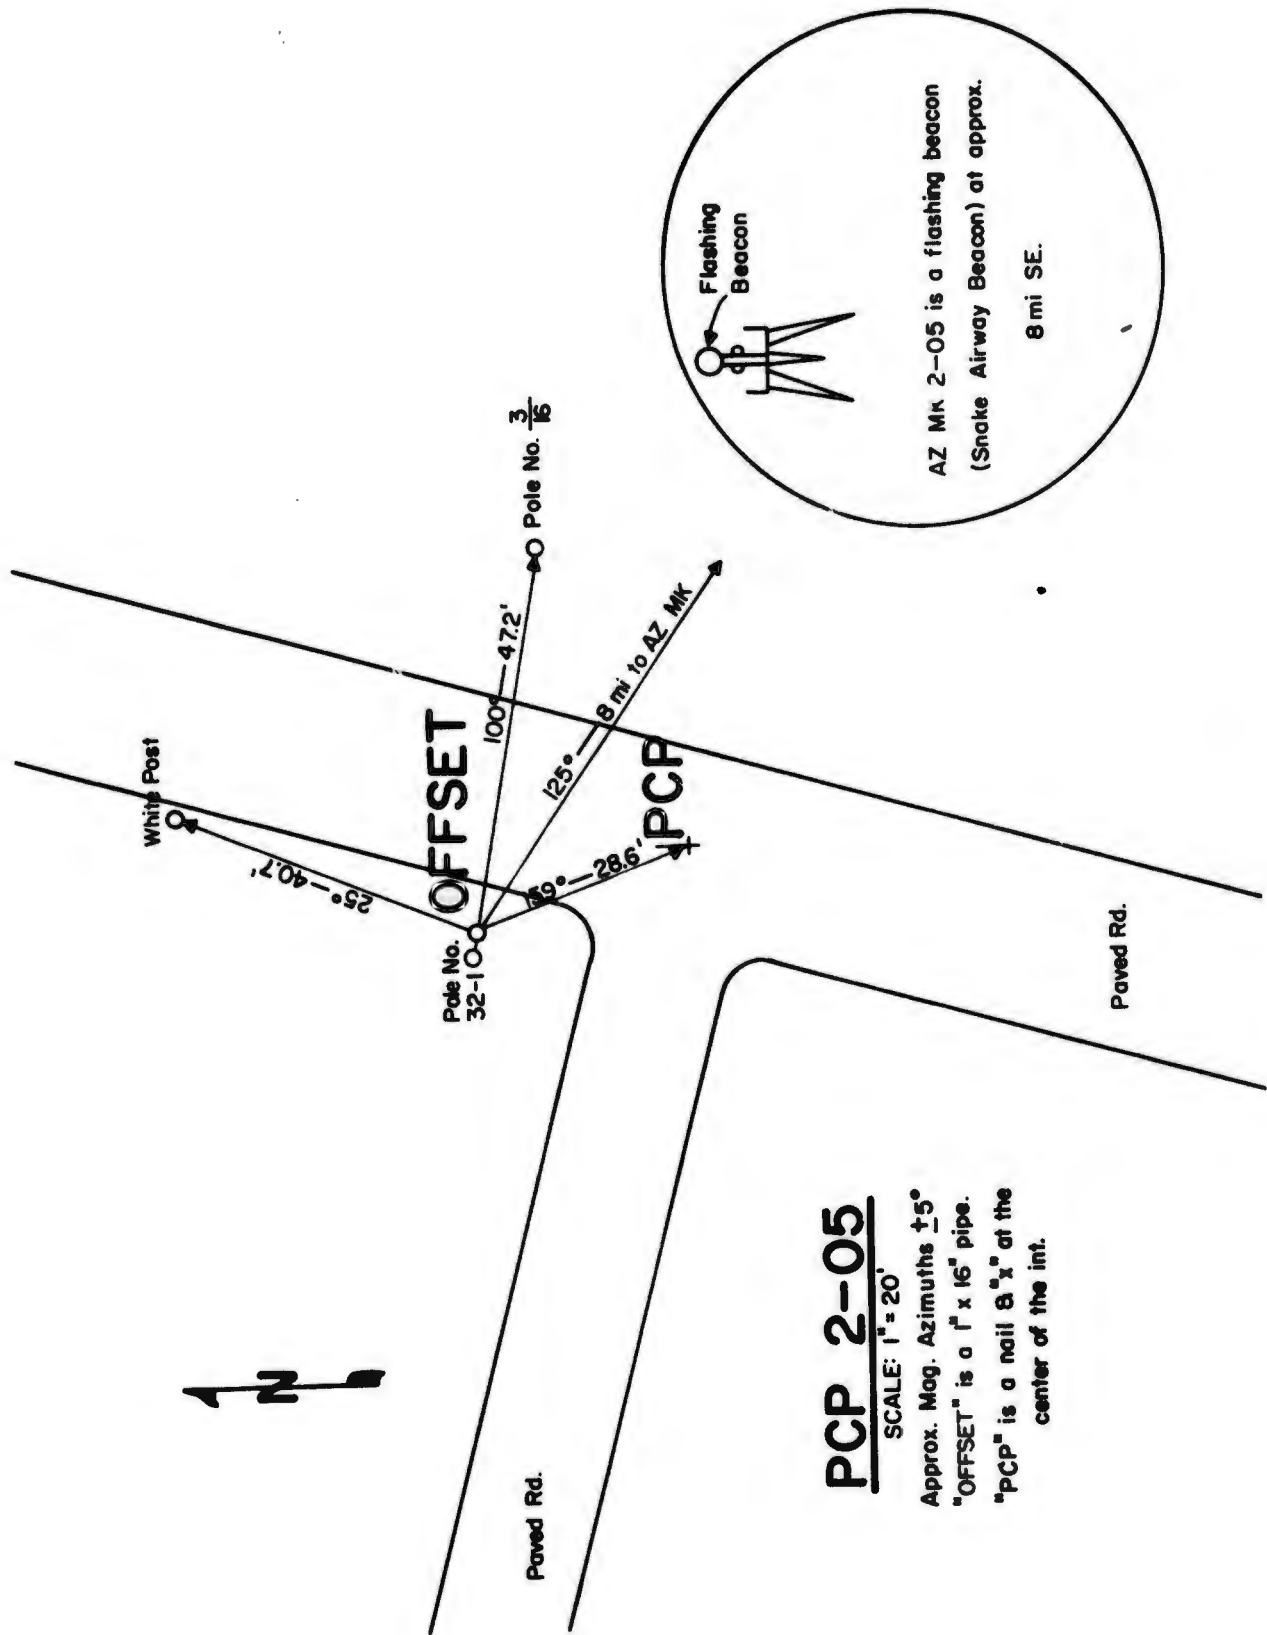 N
White Post
25°—40.7'
OFFSET
Pole No.
32-1
100°—47.2'
Pole No. 3/16
125°—8 mi to AZ MK
59°—28.6'
PCP
Paved Rd.
Paved Rd.
Flashing
Beacon
AZ MK 2-05 is a flashing beacon
(Snake Airway Beacon) at approx.
8 mi SE.
PCP 2-05
SCALE: 1" = 20'
Approx. Mag. Azimuths ±5°
"OFFSET" is a 1" x 16" pipe.
"PCP" is a nail & "x" at the
center of the int.